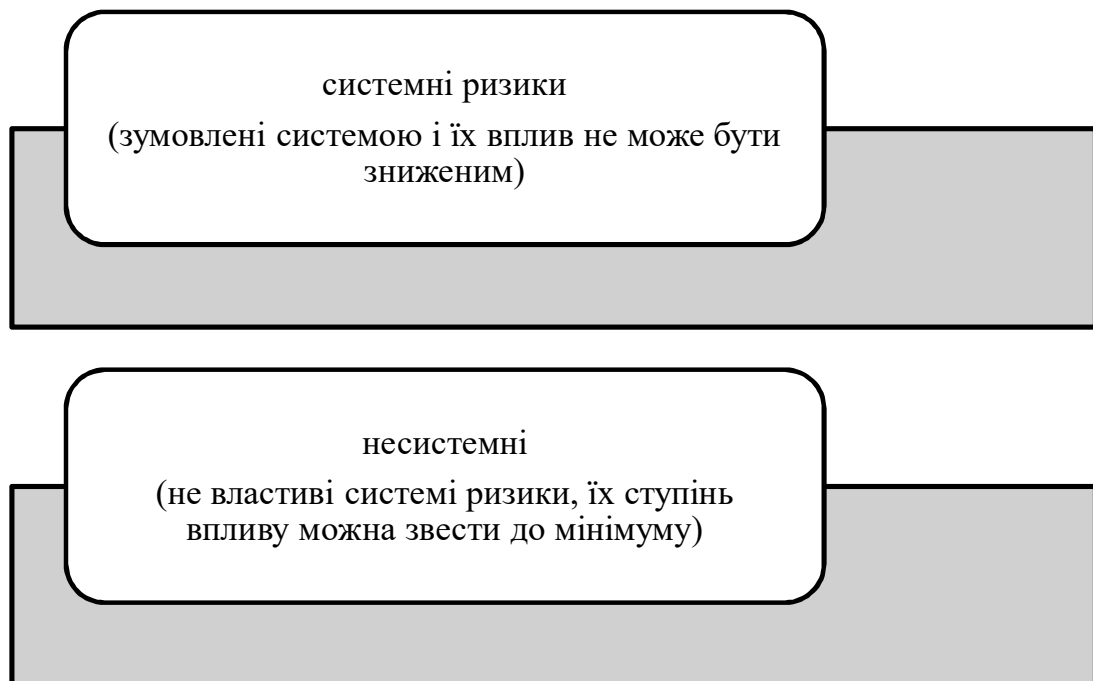 системні ризики
(зумовлені системою і їх вплив не може бути
зниженим)
несистемні
(не властиві системі ризики, їх ступінь
впливу можна звести до мінімуму)